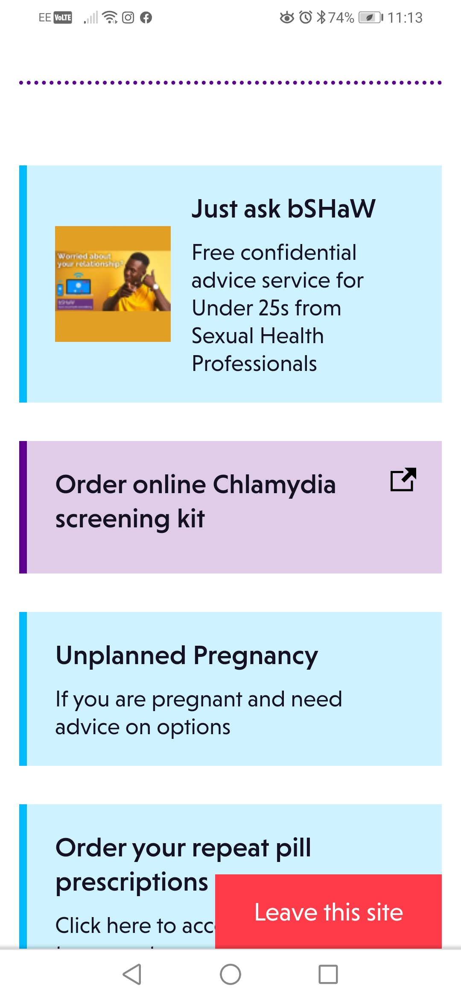 EE VoLTE 74% 11:13
Just ask bSHaW
Worried about
your relationship?
bSHaW
Free confidential
advice service for
Under 25s from
Sexual Health
Professionals
Order online Chlamydia
screening kit
Unplanned Pregnancy
If you are pregnant and need
advice on options
Order your repeat pill
prescriptions
Leave this site
Click here to acc